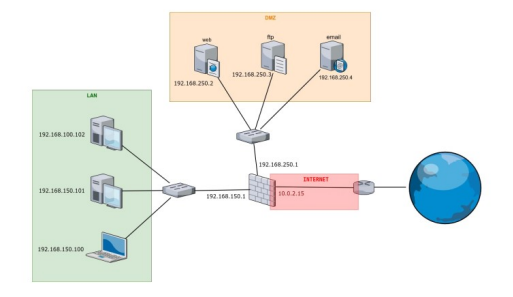 DMZ
web
ftp
email
192.168.250.2
192.168.250.3
192.168.250.4
LAN
192.168.100.102
192.168.250.1
INTERNET
192.168.150.101
192.168.150.1
10.0.2.15
192.168.150.100